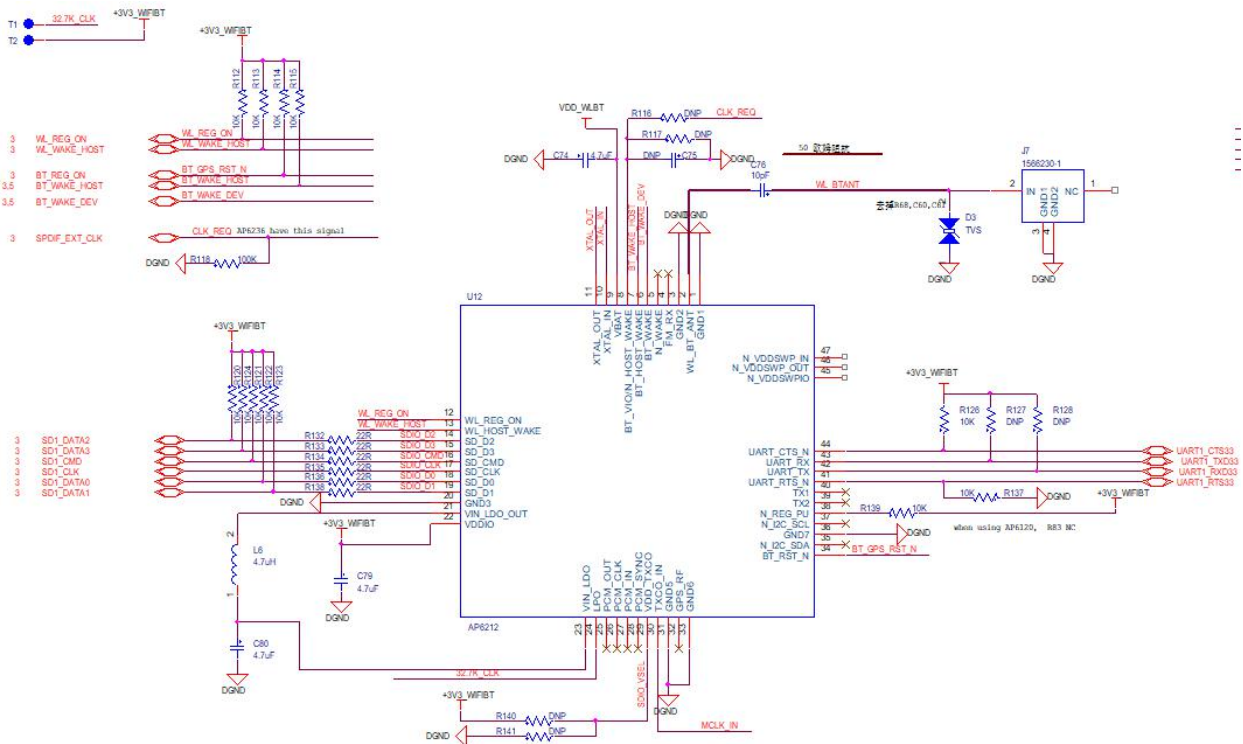 T1
32.7K_CLK
+3V3_WIFIBT
T2
+3V3_WIFIBT
R112
R113
R114
R115
10K
10K
10K
10K
3 WL_REG_ON
WL_REG_ON
3 WL_WAKE_HOST
WL_WAKE_HOST
3 BT_REG_ON
BT_GPS_RST_N
3,5 BT_WAKE_HOST
BT_WAKE_HOST
3,5 BT_WAKE_DEV
BT_WAKE_DEV
3 SPDIF_EXT_CLK
CLK_REQ AP6236 have this signal
DGND
R118
100K
VDD_WLBT
R116
DNP
CLK_REQ
R117
DNP
DGND
C74
4.7uF
DNP
C75
DGND
50
C76
10pF
WL_BTANT
J7
1566230-1
2
IN
GND1
GND2
NC
1
3
4
DGND
D3
TVS
DGND
XTAL_OUT
XTAL_IN
BT_WAKE_HOST
BT_WAKE_DEV
DGND
DGND
U12
11
10
9
8
7
6
5
4
3
2
1
XTAL_OUT
XTAL_IN
VBAT
BT_VIO/N_HOST_WAKE
BT_HOST_WAKE
BT_WAKE
N_WAKE
FM_RX
GND2
WL_BT_ANT
GND1
N_VDDSWP_IN 47
N_VDDSWP_OUT 46
N_VDDSWPIO 45
+3V3_WIFIBT
R120
R124
R121
R122
R123
10K
10K
10K
10K
10K
WL_REG_ON 12 WL_REG_ON
WL_WAKE_HOST 13 WL_HOST_WAKE
3 SD1_DATA2 R132 22R SDIO_D2 14 SD_D2
3 SD1_DATA3 R133 22R SDIO_D3 15 SD_D3
3 SD1_CMD R134 22R SDIO_CMD 16 SD_CMD
3 SD1_CLK R135 22R SDIO_CLK 17 SD_CLK
3 SD1_DATA0 R136 22R SDIO_D0 18 SD_D0
3 SD1_DATA1 R138 22R SDIO_D1 19 SD_D1
DGND 20 GND3
21 VIN_LDO_OUT
22 VDDIO
+3V3_WIFIBT
R126
10K
R127
DNP
R128
DNP
UART_CTS_N 44 UART1_CTS33
UART_RX 43 UART1_TXD33
UART_TX 42 UART1_RXD33
UART_RTS_N 41 UART1_RTS33
TX1 40
TX2 39
N_REG_PU 38
N_I2C_SCL 37
GND7 36
N_I2C_SDA 35
BT_RST_N 34 BT_GPS_RST_N
10K R137 DGND
+3V3_WIFIBT
R139 10K
DGND
when using AP6120, R83 NC
2
L6
4.7uH
1
+3V3_WIFIBT
C79
4.7uF
DGND
C80
4.7uF
DGND
VIN_LDO
LPO
PCM_OUT
PCM_CLK
PCM_IN
PCM_SYNC
VDD_TXCO
TXCO_IN
GND5
GPS_RF
GND6
AP6212
23
24
25
26
27
28
29
30
31
32
33
32.7K_CLK
SDIO_VSEL
DGND
MCLK_IN
+3V3_WIFIBT
R140
DNP
DGND
R141
DNP